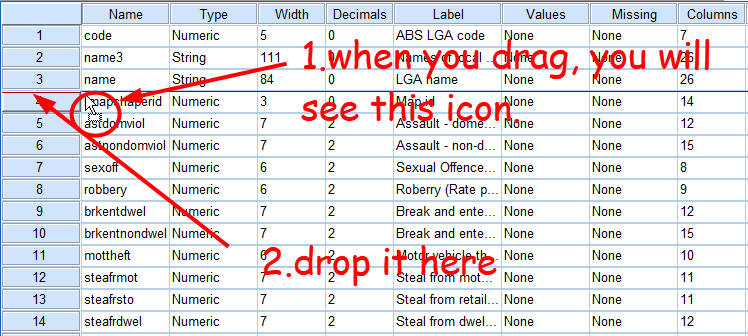 Name Type Width Decimals Label Values Missing Columns
1 code Numeric 5 0 ABS LGA code None None 7
2 name3 String 111 0 Names of local ... None None 26
3 name String 84 0 LGA name None None 26
1.when you drag, you will
see this icon.
4 mapshaperid Numeric 3 0 Map id None None 14
5 astdomviol Numeric 7 2 Assault - dome... None None 12
6 astnondomviol Numeric 7 2 Assault - non-d... None None 15
7 sexoff Numeric 6 2 Sexual Offence... None None 8
8 robbery Numeric 6 2 Roberry (Rate p... None None 9
9 brkentdwel Numeric 7 2 Break and ente... None None 12
10 brkentnondwel Numeric 7 2 Break and ente... None None 15
11 mottheft Numeric 6 2 Motor vehicle th... None None 10
2.drop it here
12 steafrmot Numeric 7 2 Steal from mot... None None 11
13 steafrsto Numeric 7 2 Steal from retail... None None 11
14 steafrdwel Numeric 7 2 Steal from dwel... None None 12